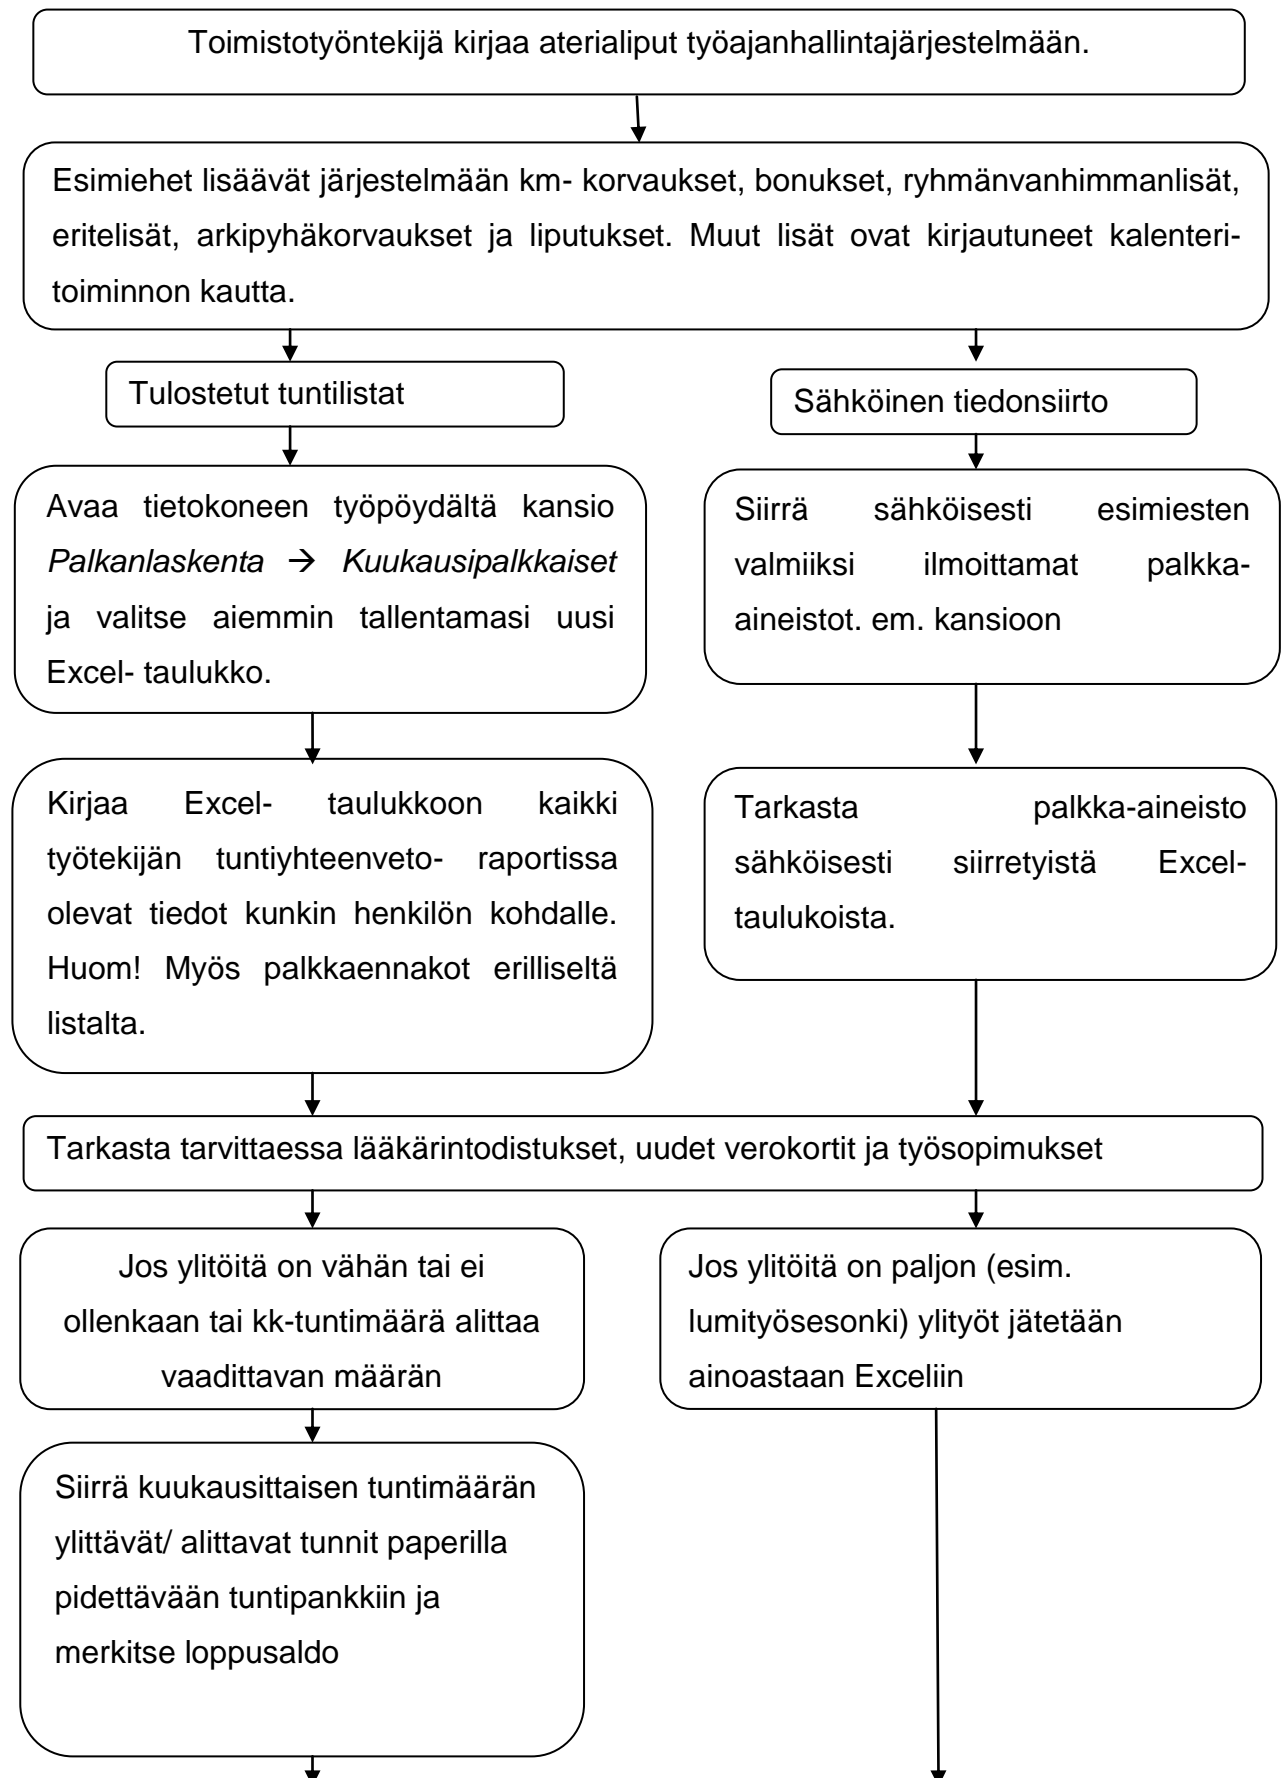 Toimistotyöntekijä kirjaa aterialiput työajanhallintajärjestelmään.
Esimiehet lisäävät järjestelmään km- korvaukset, bonukset, ryhmänvanhimmanlisät,
eritelisät, arkipyhäkorvaukset ja liputukset. Muut lisät ovat kirjautuneet kalenteri-
toiminnon kautta.
Tulostetut tuntilistat
Sähköinen tiedonsiirto
Avaa tietokoneen työpöydältä kansio
Palkanlaskenta → Kuukausipalkkaiset
ja valitse aiemmin tallentamasi uusi
Excel- taulukko.
Siirrä sähköisesti esimiesten
valmiiksi ilmoittamat palkka-
aineistot. em. kansioon
Kirjaa Excel- taulukkoon kaikki
työtekijän tuntiyhteenveto- raportissa
olevat tiedot kunkin henkilön kohdalle.
Huom! Myös palkkaennakot erilliseltä
listalta.
Tarkasta palkka-aineisto
sähköisesti siirretyistä Excel-
taulukoista.
Tarkasta tarvittaessa lääkärintodistukset, uudet verokortit ja työsopimukset
Jos ylitöitä on vähän tai ei
ollenkaan tai kk-tuntimäärä alittaa
vaadittavan määrän
Jos ylitöitä on paljon (esim.
lumityösesonki) ylityöt jätetään
ainoastaan Exceliin
Siirrä kuukausittaisen tuntimäärän
ylittävät/ alittavat tunnit paperilla
pidettävään tuntipankkiin ja
merkitse loppusaldo